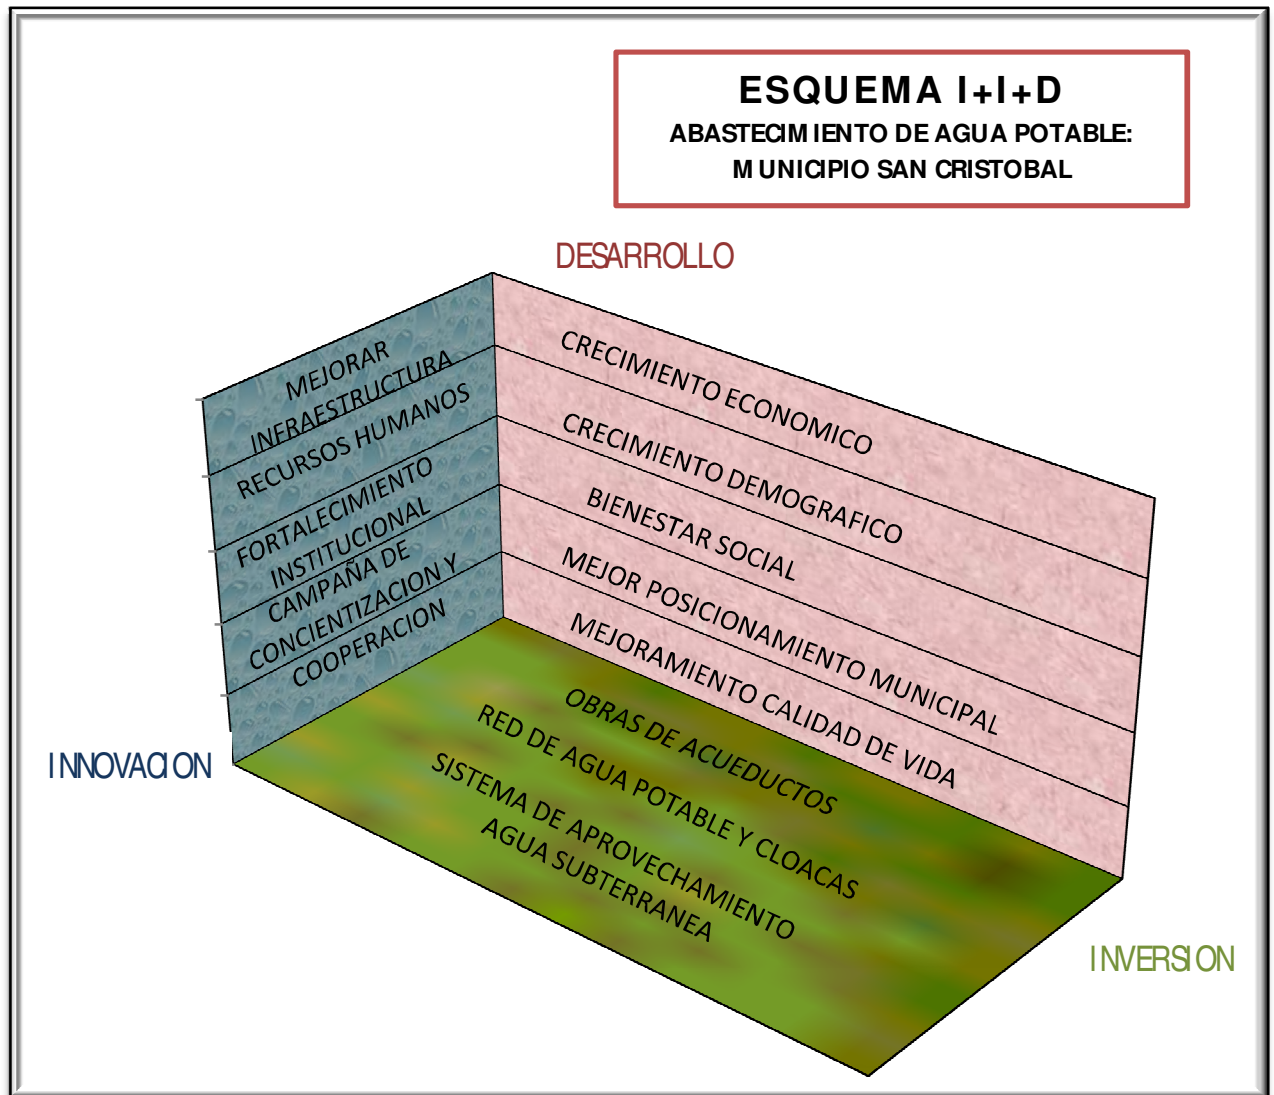 ESQUEMA I+I+D
ABASTECIMIENTO DE AGUA POTABLE:
MUNICIPIO SAN CRISTOBAL
DESARROLLO
MEJORAR
INFRAESTRUCTURA
RECURSOS HUMANOS
FORTALECIMIENTO
INSTITUCIONAL
CAMPAÑA DE
CONCIENTIZACION Y
COOPERACION
CRECIMIENTO ECONOMICO
CRECIMIENTO DEMOGRAFICO
BIENESTAR SOCIAL
MEJOR POSICIONAMIENTO MUNICIPAL
MEJORAMIENTO CALIDAD DE VIDA
OBRAS DE ACUEDUCTOS
RED DE AGUA POTABLE Y CLOACAS
SISTEMA DE APROVECHAMIENTO
AGUA SUBTERRANEA
INNOVACION
INVERSION